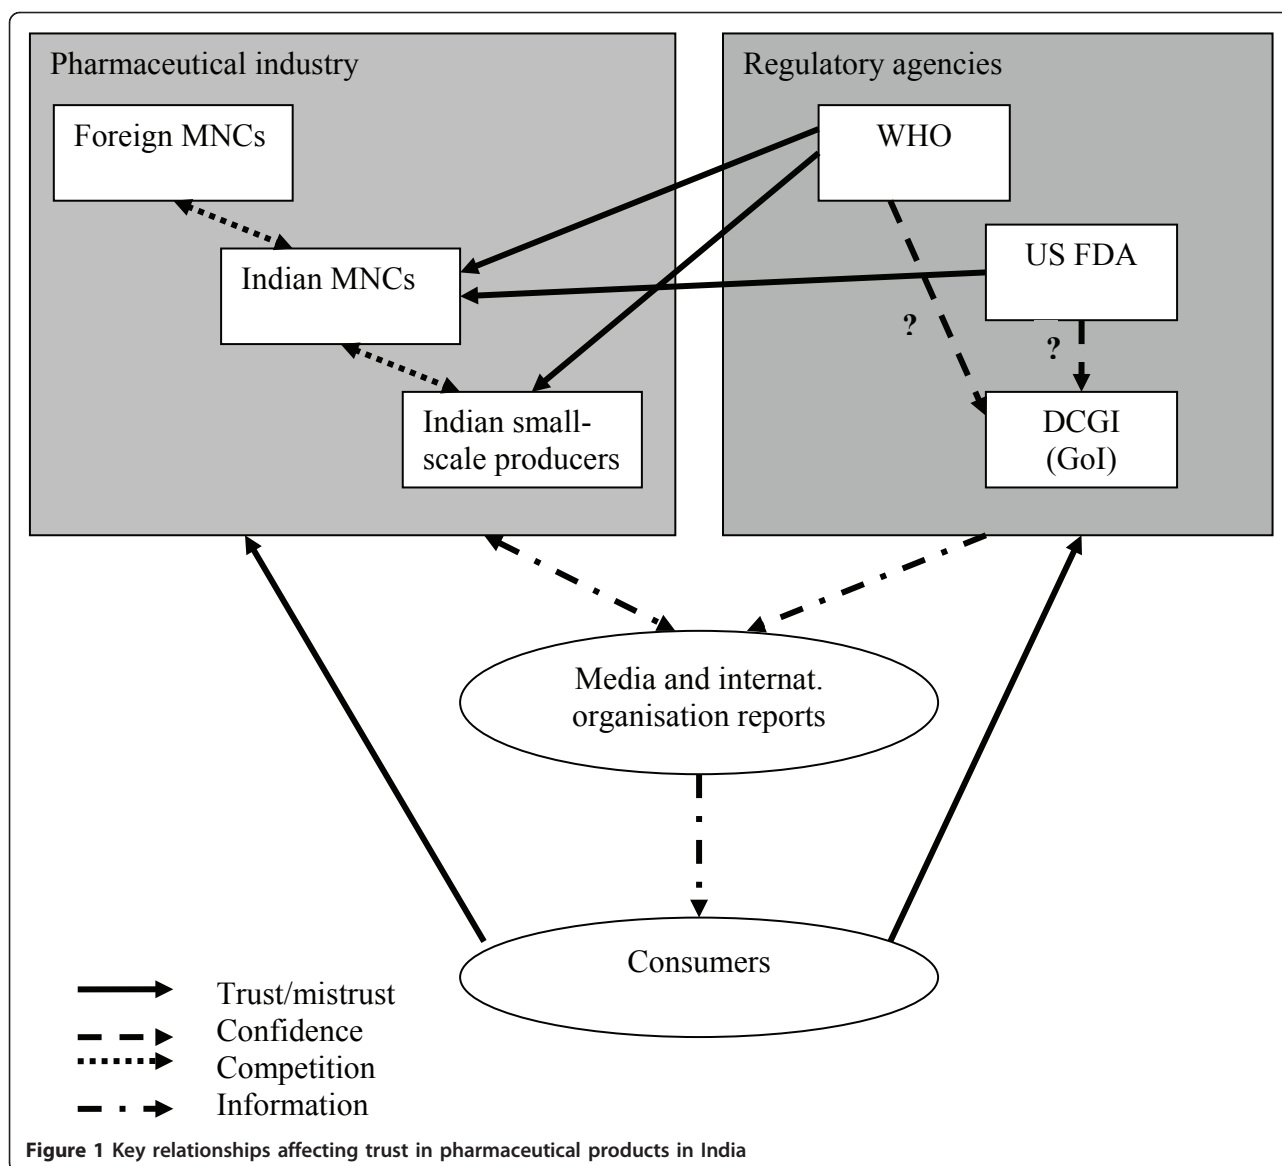 Pharmaceutical industry
Foreign MNCs
Indian MNCs
Indian small-
scale producers
Regulatory agencies
WHO
US FDA
?
?
DCGI
(GoI)
Media and internat.
organisation reports
Consumers
Trust/mistrust
Confidence
Competition
Information
Figure 1 Key relationships affecting trust in pharmaceutical products in India